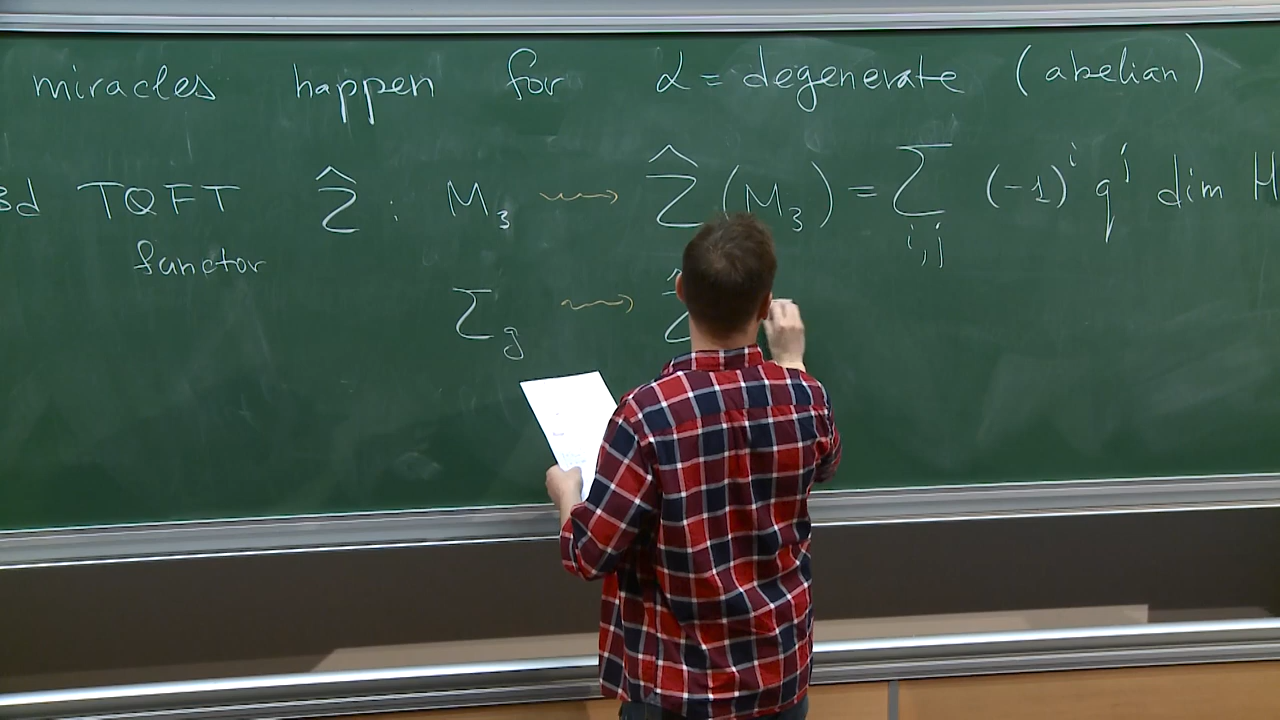 miracles happen for α = degenerate (abelian)
3d TQFT Ẑ : M₃ ⇝ Ẑ(M₃) = Σ (-1)ⁱ qʲ dim H
i,j
functor
Σ_g ⇝ Ẑ